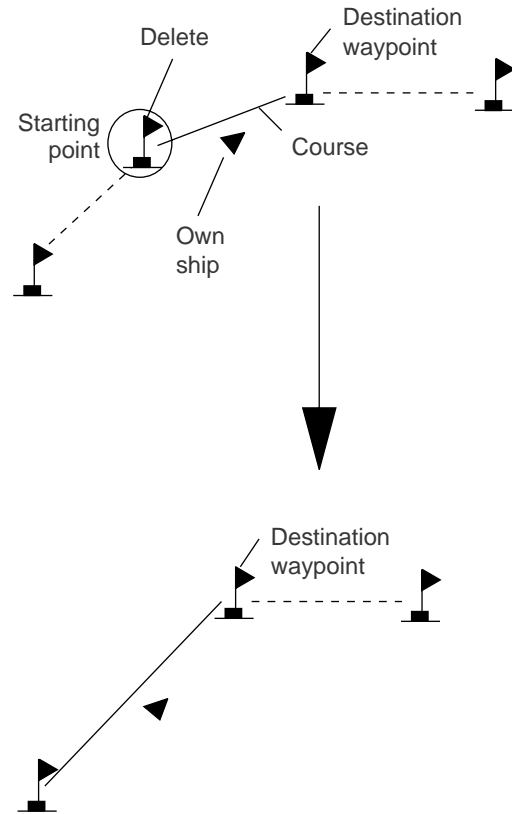 Delete
Destination
waypoint
Starting
point
Course
Own
ship
Destination
waypoint